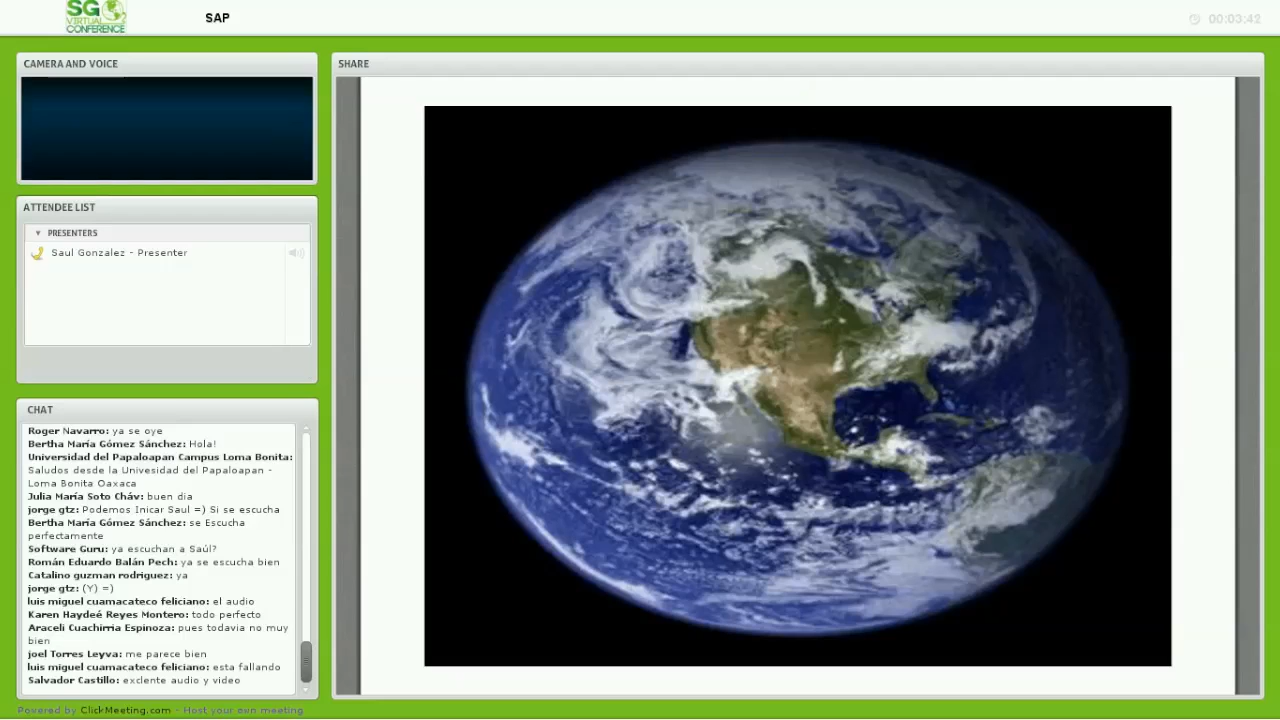 SG
VIRTUAL
CONFERENCE
SAP
00:03:42
CAMERA AND VOICE
SHARE
ATTENDEE LIST
PRESENTERS
Saul Gonzalez - Presenter
CHAT
Roger Navarro: ya se oye
Bertha María Gómez Sánchez: Hola!
Universidad del Papaloapan Campus Loma Bonita:
Saludos desde la Univesidad del Papaloapan -
Loma Bonita Oaxaca
Julia María Soto Cháv: buen dia
jorge gtz: Podemos Inicar Saul =) Si se escucha
Bertha María Gómez Sánchez: se Escucha
perfectamente
Software Guru: ya escuchan a Saúl?
Román Eduardo Balán Pech: ya se escucha bien
Catalino guzman rodriguez: ya
jorge gtz: (Y) =)
luis miguel cuamacateco feliciano: el audio
Karen Haydeé Reyes Montero: todo perfecto
Araceli Cuachirria Espinoza: pues todavia no muy
bien
joel Torres Leyva: me parece bien
luis miguel cuamacateco feliciano: esta fallando
Salvador Castillo: exclente audio y video
Powered by ClickMeeting.com - Host your own meeting